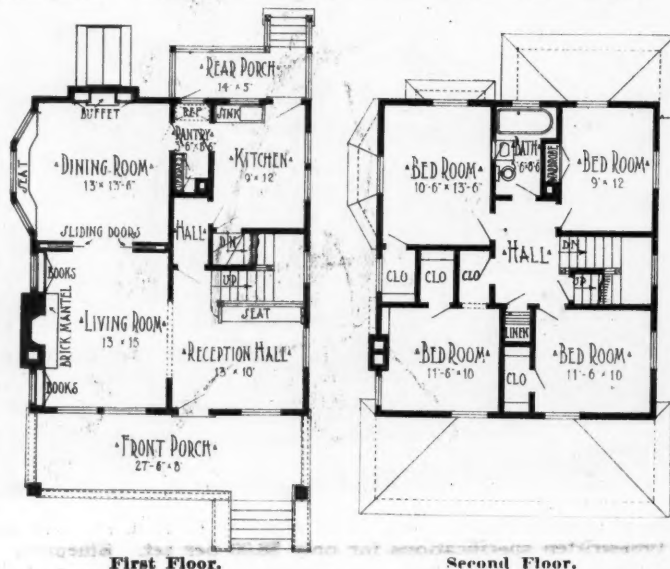 REAR PORCH
14' x 5'
BUFFET
REF
SINK
PANTRY
3'-6" x 8'-6"
KITCHEN
9' x 12'
DINING ROOM
13' x 13'-6"
SEAT
SLIDING DOORS
HALL
DN
UP
SEAT
BOOKS
BRICK MANTEL
LIVING ROOM
13' x 15'
BOOKS
RECEPTION HALL
13' x 10'
FRONT PORCH
27'-6" x 8'
First Floor.
BED ROOM
10'-6" x 13'-6"
BATH
6' x 8'-6
WARDROBE
BED ROOM
9' x 12
HALL
DN
UP
CLO
CLO
CLO
LINEN
BED ROOM
11'-6" x 10
CLO
BED ROOM
11'-6 x 10
Second Floor.